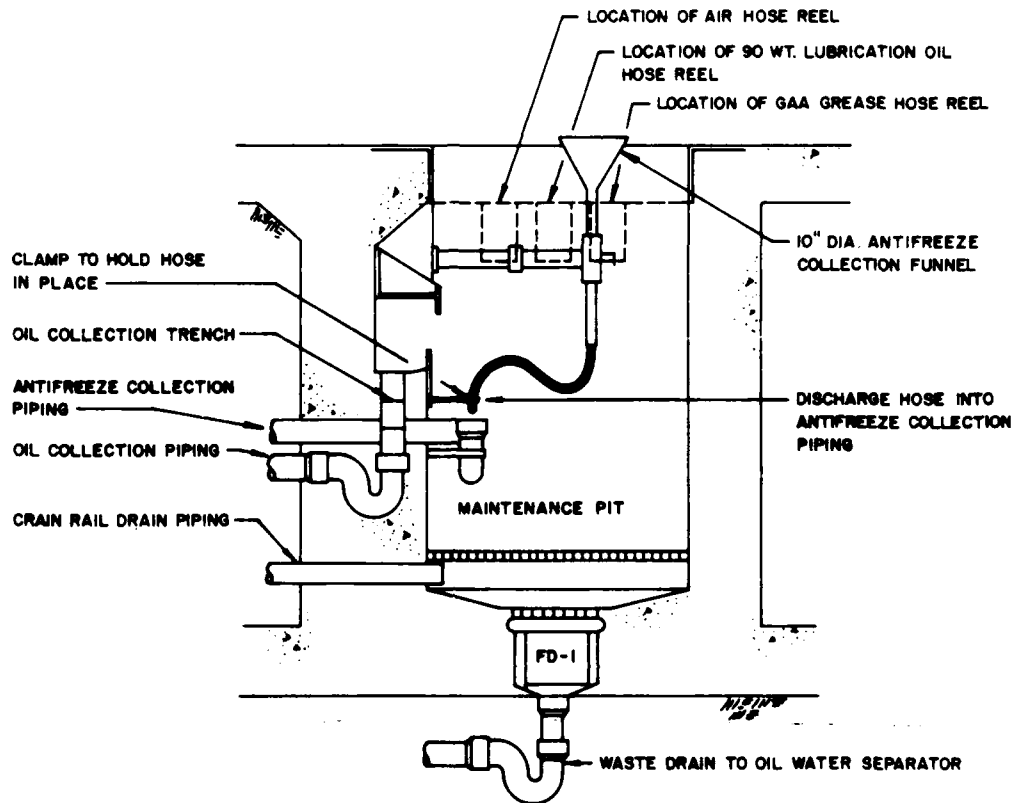 LOCATION OF AIR HOSE REEL
LOCATION OF 90 WT. LUBRICATION OIL
HOSE REEL
LOCATION OF GAA GREASE HOSE REEL
10" DIA. ANTIFREEZE
COLLECTION FUNNEL
CLAMP TO HOLD HOSE
IN PLACE
OIL COLLECTION TRENCH
ANTIFREEZE COLLECTION
PIPING
OIL COLLECTION PIPING
DISCHARGE HOSE INTO
ANTIFREEZE COLLECTION
PIPING
MAINTENANCE PIT
CRAIN RAIL DRAIN PIPING
FD-1
WASTE DRAIN TO OIL WATER SEPARATOR